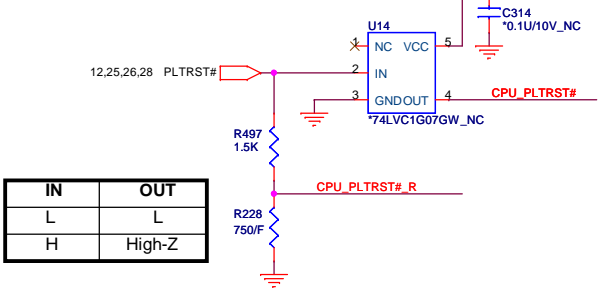 C314
*0.1U/10V_NC
U14
1 NC VCC 5
12,25,26,28 PLTRST# 2 IN
3 GND OUT 4 CPU_PLTRST#
*74LVC1G07GW_NC
R497
1.5K
CPU_PLTRST#_R
R228
750/F
IN OUT
L L
H High-Z